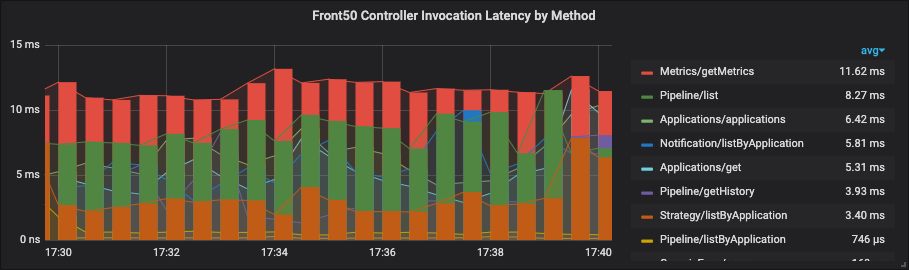 Front50 Controller Invocation Latency by Method
15 ms
10 ms
5 ms
0 ns
17:30 17:32 17:34 17:36 17:38 17:40
avg
Metrics/getMetrics 11.62 ms
Pipeline/list 8.27 ms
Applications/applications 6.42 ms
Notification/listByApplication 5.81 ms
Applications/get 5.31 ms
Pipeline/getHistory 3.93 ms
Strategy/listByApplication 3.40 ms
Pipeline/listByApplication 746 µs